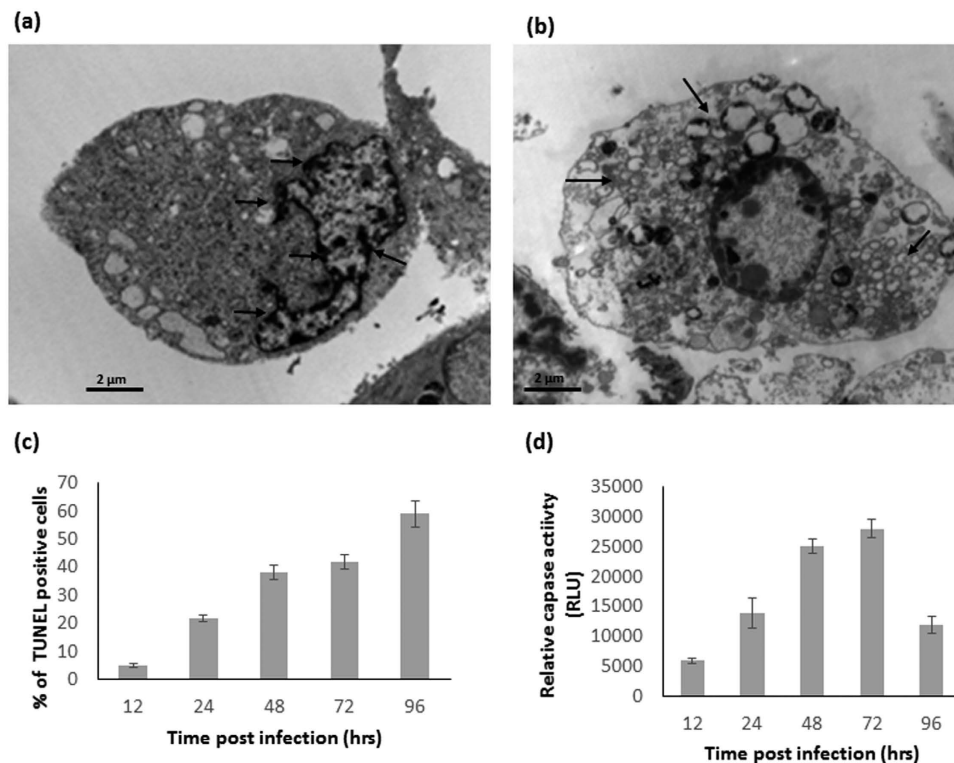 (a)
(b)
2 µm
2 µm
(c)
(d)
% of TUNEL positive cells
70
60
50
40
30
20
10
0
12 24 48 72 96
Time post infection (hrs)
Relative capase actiivty
(RLU)
35000
30000
25000
20000
15000
10000
5000
0
12 24 48 72 96
Time post infection (hrs)